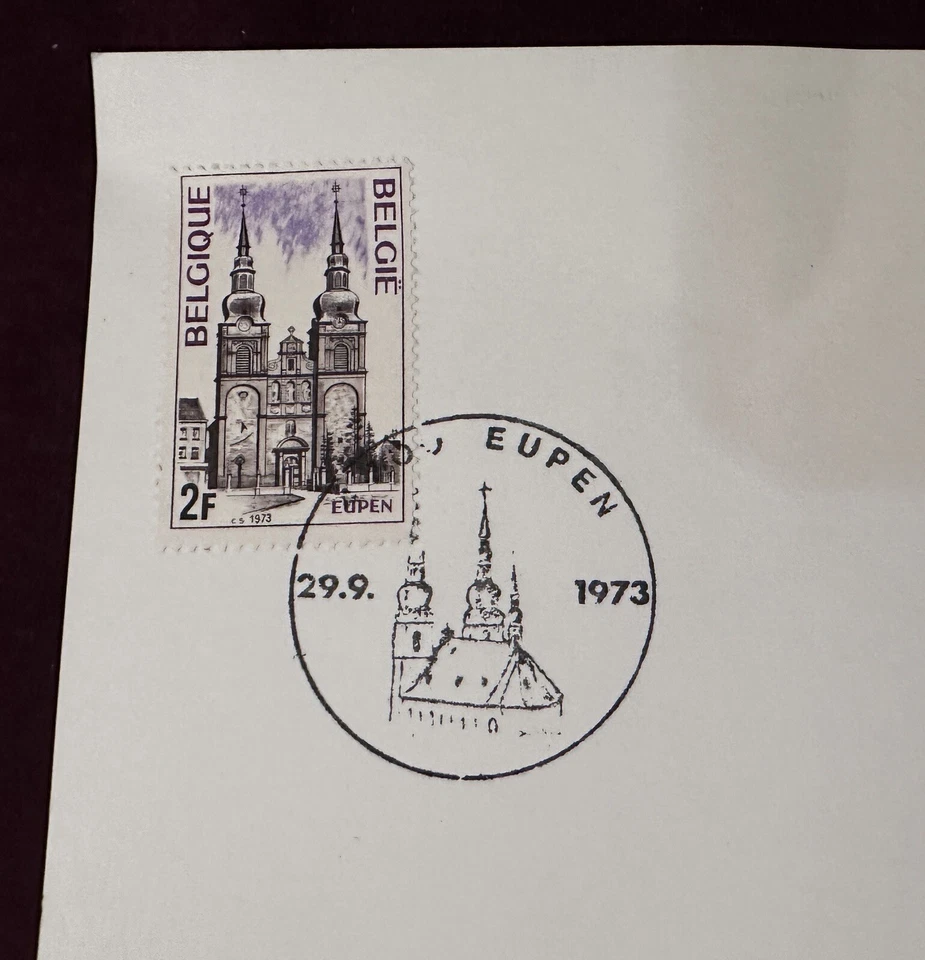 BELGIQUE
BELGIË
2F
C S 1973
EUPEN
EUPEN
29.9.
1973